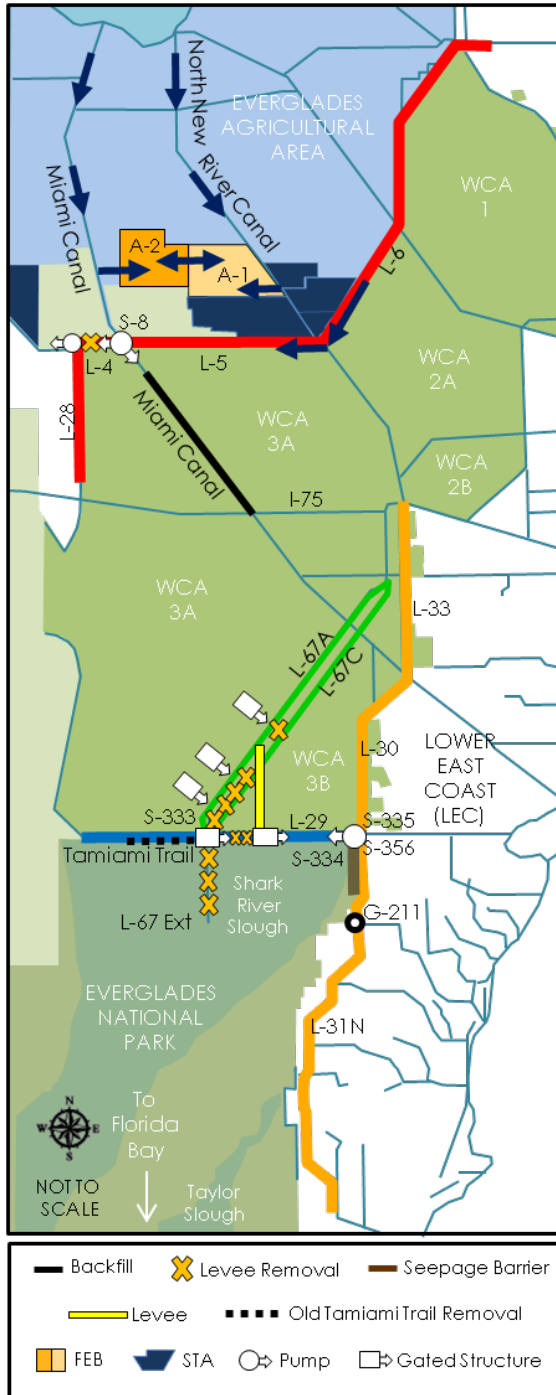 North New
River Canal
EVERGLADES
AGRICULTURAL
AREA
WCA
1
Miami Canal
A-2
A-1
L-6
S-8
L-4
L-5
L-28
WCA
2A
WCA
3A
Miami Canal
WCA
2B
I-75
WCA
3A
L-33
L-67A
L-67C
L-30
LOWER
EAST
COAST
(LEC)
WCA
3B
S-333
L-29
S-335
Tamiami Trail
S-334
S-356
Shark
River
Slough
L-67 Ext
G-211
EVERGLADES
NATIONAL
PARK
L-31N
To
Florida
Bay
N
W
E
S
NOT TO
SCALE
Taylor
Slough
Backfill
Levee Removal
Seepage Barrier
Levee
Old Tamiami Trail Removal
FEB
STA
Pump
Gated Structure